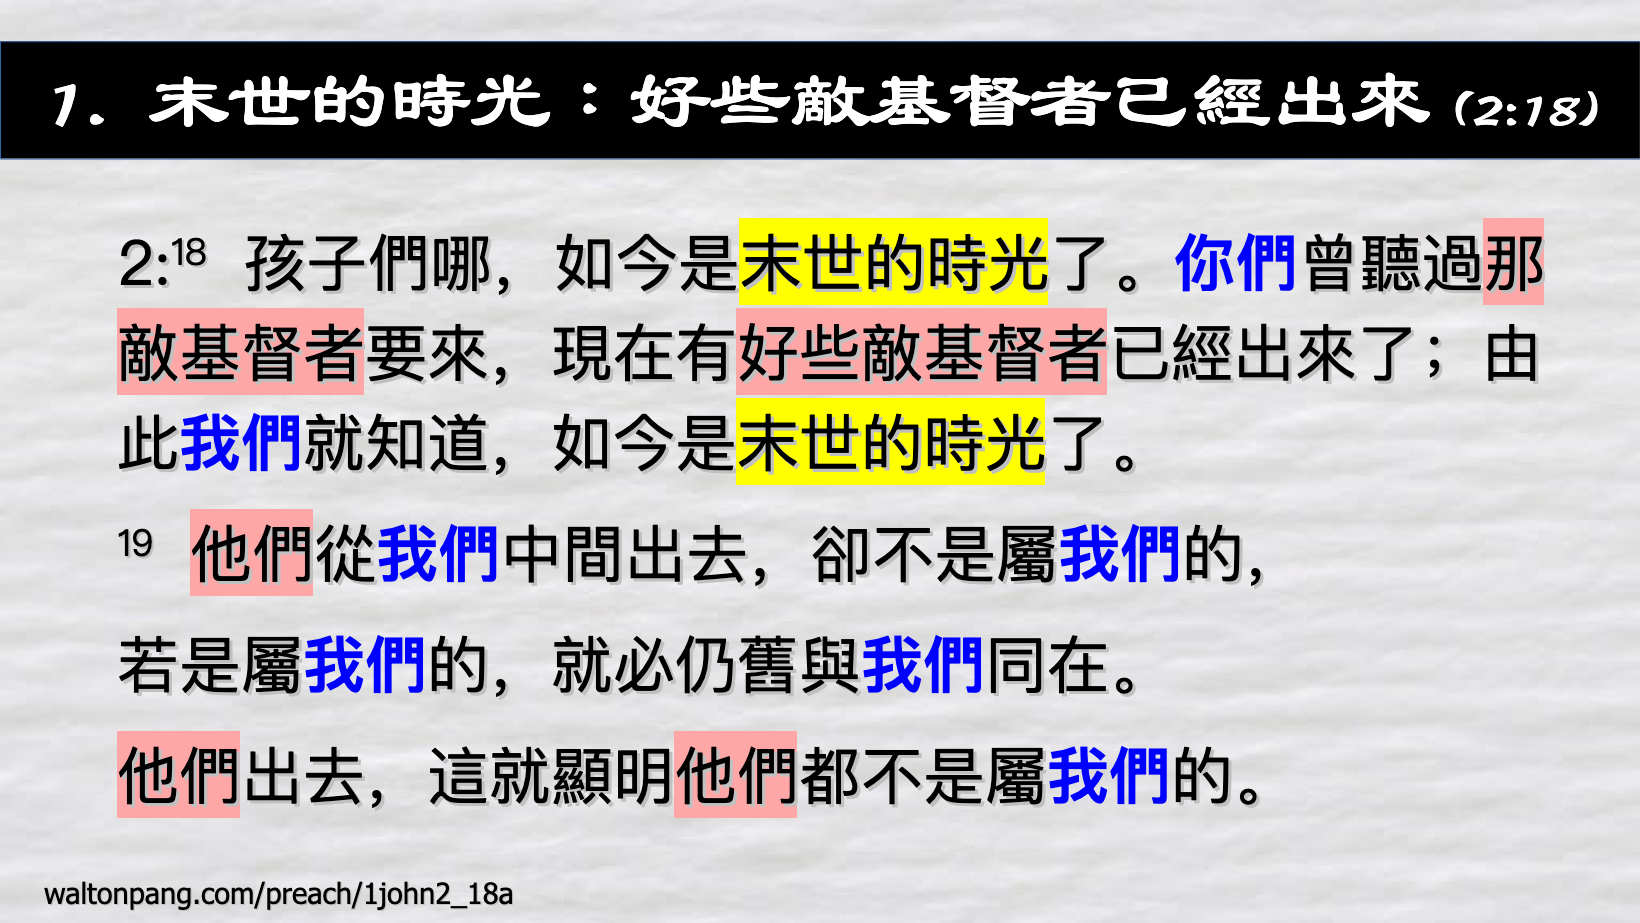 1. 末世的時光：好些敵基督者已經出來 (2:18)
2:18 孩子們哪，如今是末世的時光了。你們曾聽過那
敵基督者要來，現在有好些敵基督者已經出來了；由
此我們就知道，如今是末世的時光了。
19 他們從我們中間出去，卻不是屬我們的，
若是屬我們的，就必仍舊與我們同在。
他們出去，這就顯明他們都不是屬我們的。
waltonpang.com/preach/1john2_18a